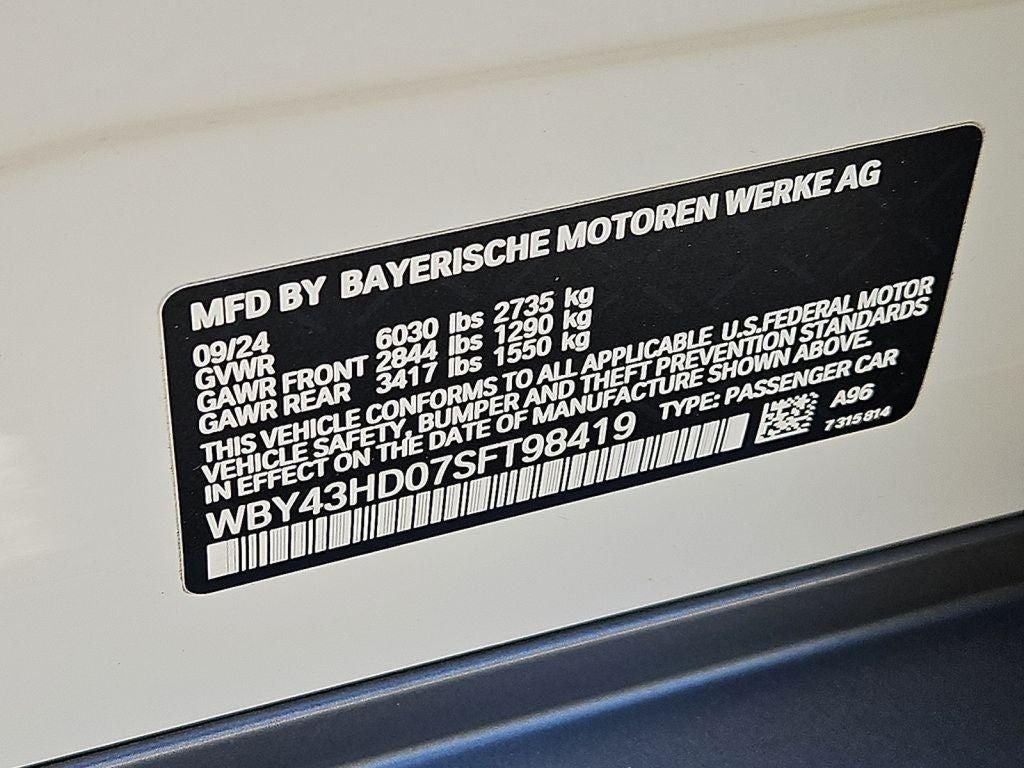 MFD BY BAYERISCHE MOTOREN WERKE AG
09/24
GVWR 6030 lbs 2735 kg
GAWR FRONT 2844 lbs 1290 kg
GAWR REAR 3417 lbs 1550 kg
THIS VEHICLE CONFORMS TO ALL APPLICABLE U.S.FEDERAL MOTOR
VEHICLE SAFETY, BUMPER AND THEFT PREVENTION STANDARDS
IN EFFECT ON THE DATE OF MANUFACTURE SHOWN ABOVE.
WBY43HD07SFT98419 TYPE: PASSENGER CAR
A96
7315814